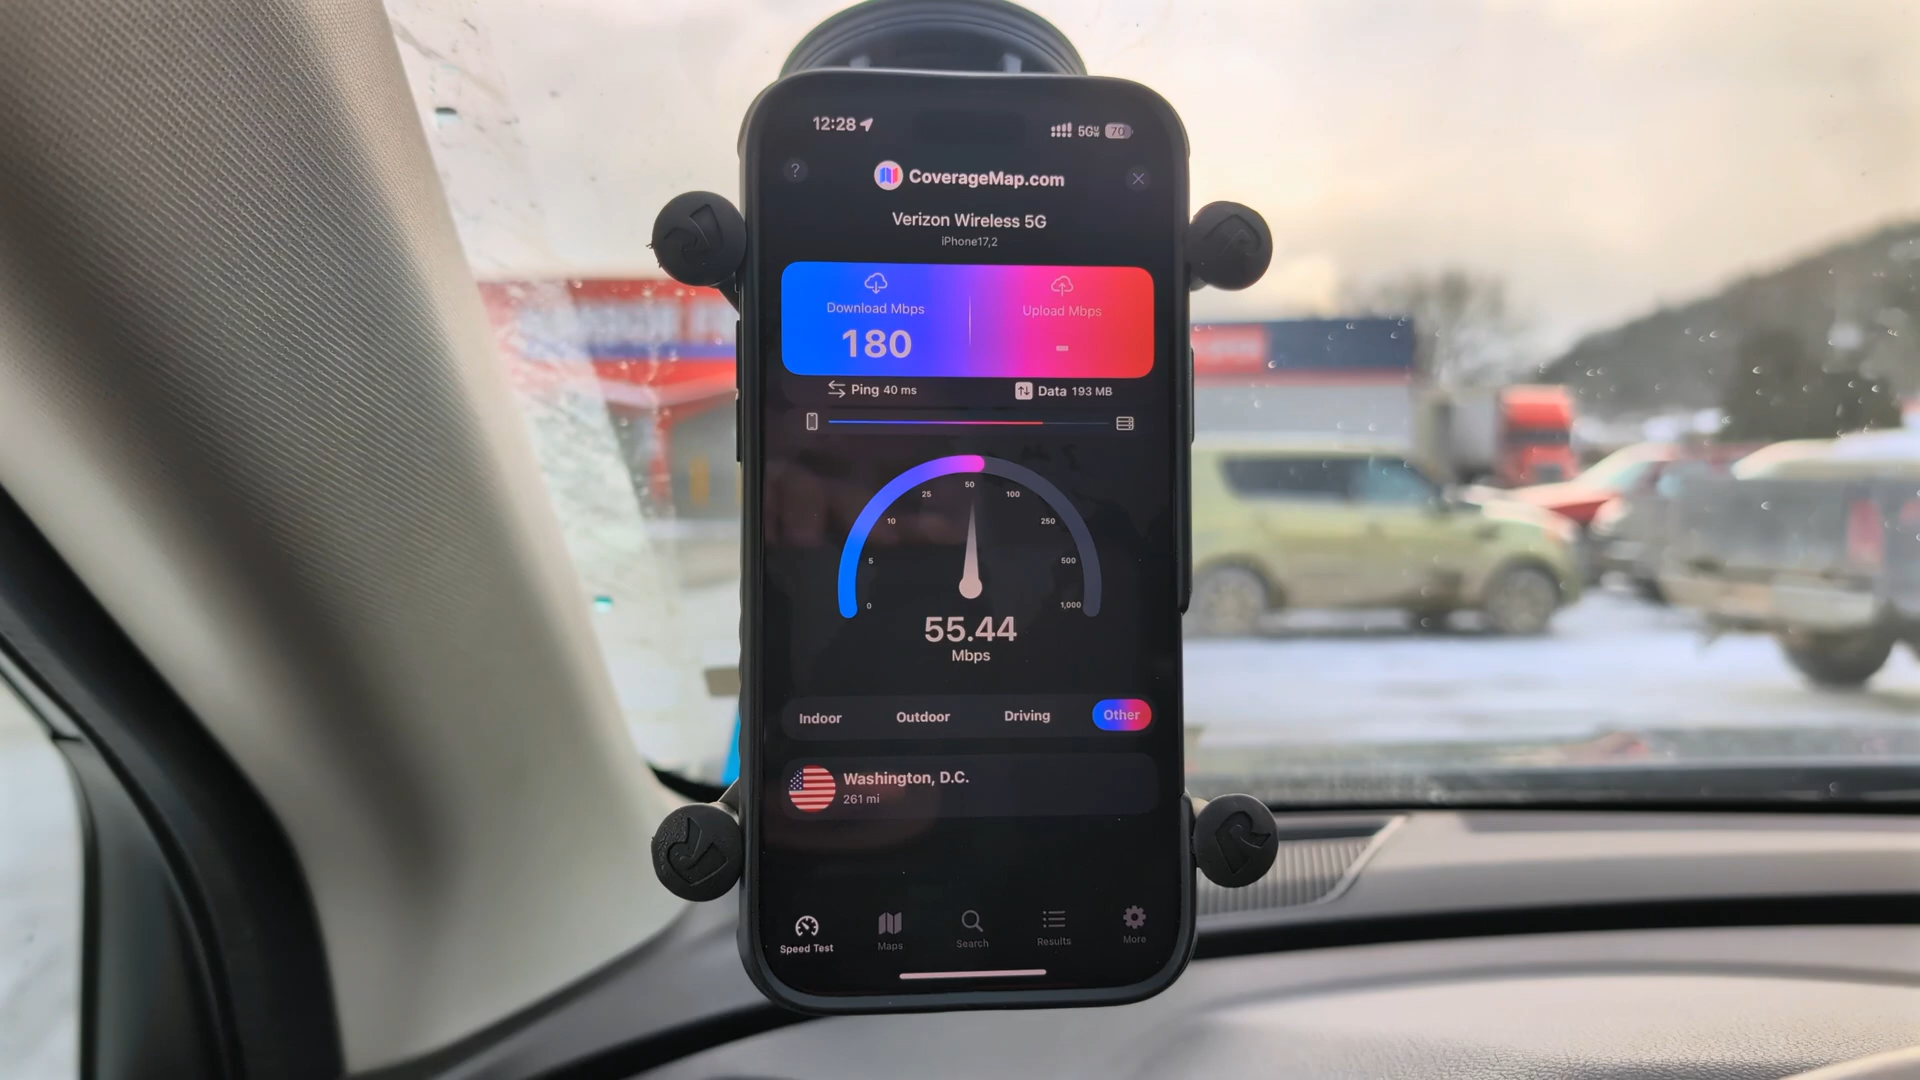 12:28
5G UW 70
?
CoverageMap.com
Verizon Wireless 5G
iPhone17,2
Download Mbps Upload Mbps
180 -
Ping 40 ms Data 193 MB
50
25 100
10 250
5 500
0 1,000
55.44
Mbps
Indoor Outdoor Driving Other
Washington, D.C.
261 mi
Speed Test Maps Search Results More